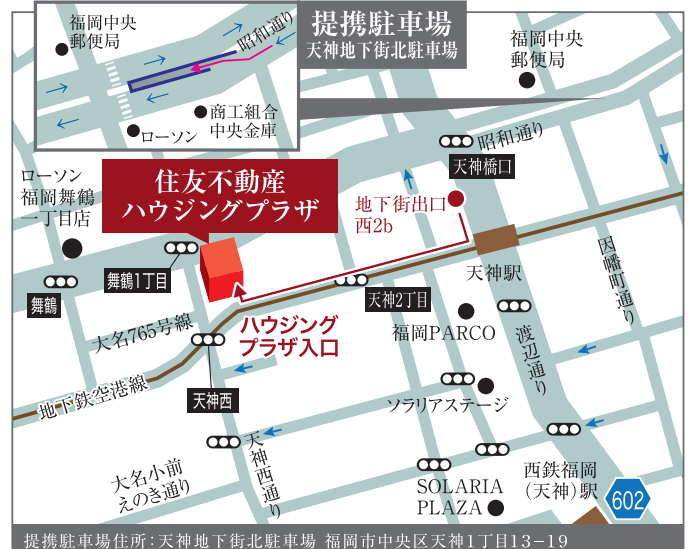 提携駐車場
天神地下街北駐車場
福岡中央
郵便局
昭和通り
商工組合
中央金庫
ローソン
福岡中央
郵便局
昭和通り
天神橋口
住友不動産
ハウジングプラザ
ローソン
福岡舞鶴
一丁目店
地下街出口
西2b
舞鶴1丁目
舞鶴
天神駅
因幡町通り
天神2丁目
福岡PARCO
渡辺通り
大名765号線
ハウジング
プラザ入口
地下鉄空港線
天神西
ソラリアステージ
天神西通り
大名小前
えのき通り
SOLARIA
PLAZA
西鉄福岡
(天神)駅
602
提携駐車場住所:天神地下街北駐車場 福岡市中央区天神1丁目13−19